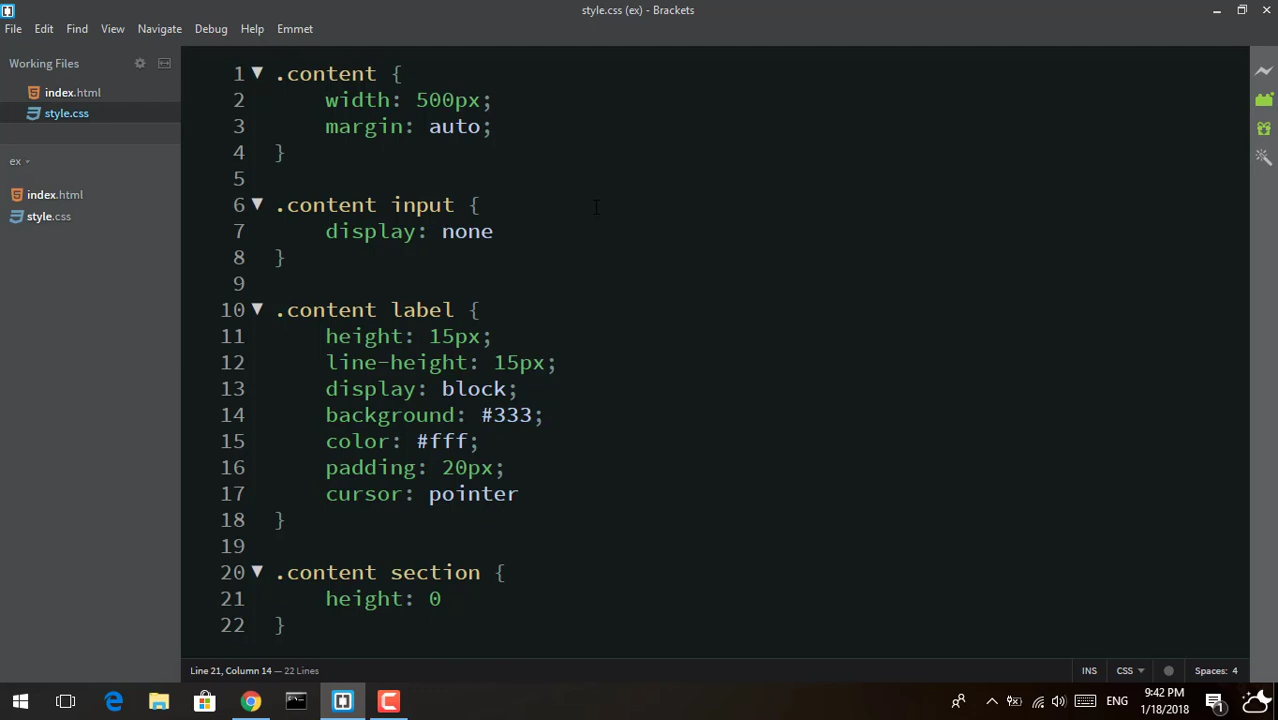 style.css (ex) - Brackets
File Edit Find View Navigate Debug Help Emmet
Working Files
index.html
style.css
ex
index.html
style.css
1 .content {
2 width: 500px;
3 margin: auto;
4 }
5
6 .content input {
7 display: none
8 }
9
10 .content label {
11 height: 15px;
12 line-height: 15px;
13 display: block;
14 background: #333;
15 color: #fff;
16 padding: 20px;
17 cursor: pointer
18 }
19
20 .content section {
21 height: 0
22 }
Line 21, Column 14 — 22 Lines
INS CSS Spaces: 4
ENG
9:42 PM
1/18/2018
1